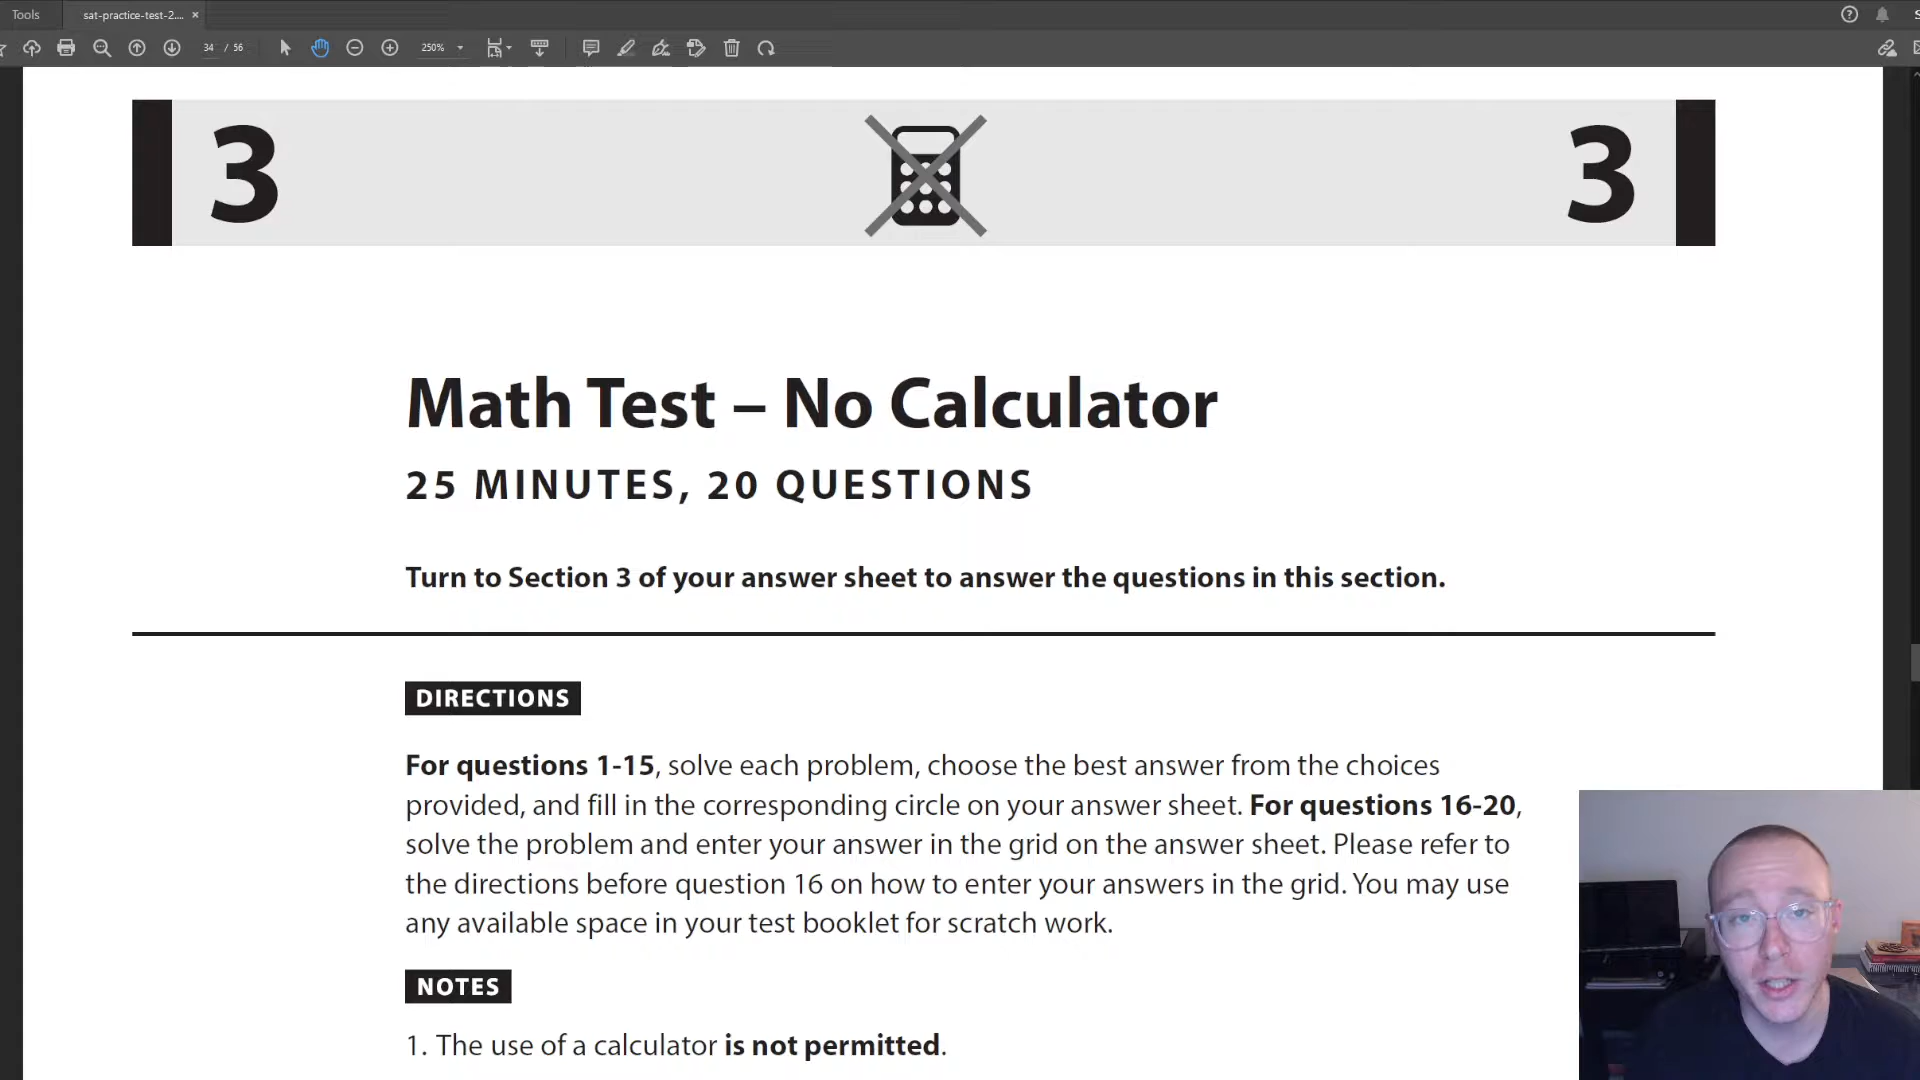 Tools
sat-practice-test-2.... ×
34 / 56
250%
3
3
Math Test – No Calculator
25 MINUTES, 20 QUESTIONS
Turn to Section 3 of your answer sheet to answer the questions in this section.
DIRECTIONS
For questions 1-15, solve each problem, choose the best answer from the choices
provided, and fill in the corresponding circle on your answer sheet. For questions 16-20,
solve the problem and enter your answer in the grid on the answer sheet. Please refer to
the directions before question 16 on how to enter your answers in the grid. You may use
any available space in your test booklet for scratch work.
NOTES
1. The use of a calculator is not permitted.